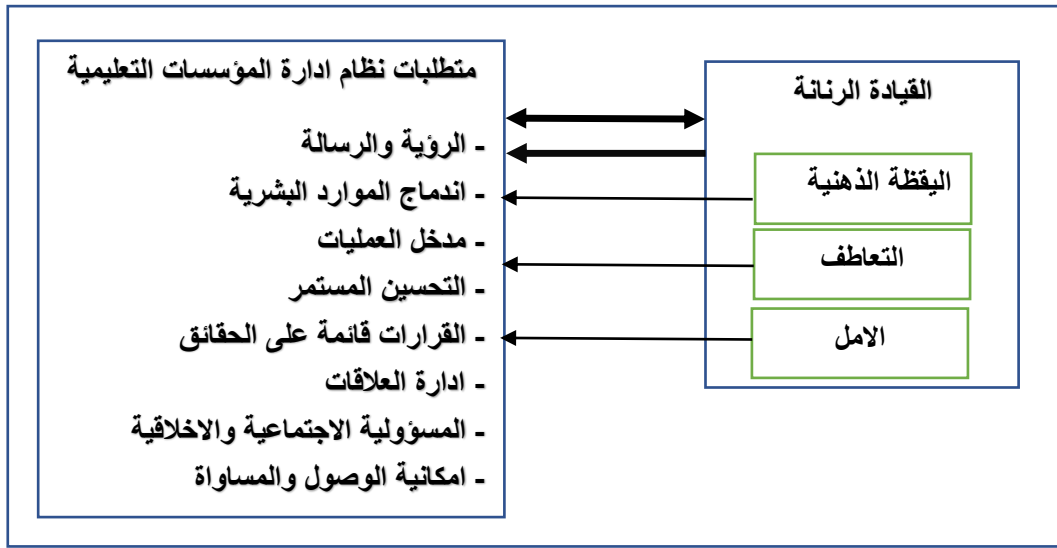 القيادة الرنانة
اليقظة الذهنية
التعاطف
الامل
متطلبات نظام ادارة المؤسسات التعليمية
- الرؤية والرسالة
- اندماج الموارد البشرية
- مدخل العمليات
- التحسين المستمر
- القرارات قائمة على الحقائق
- ادارة العلاقات
- المسؤولية الاجتماعية والاخلاقية
- امكانية الوصول والمساواة